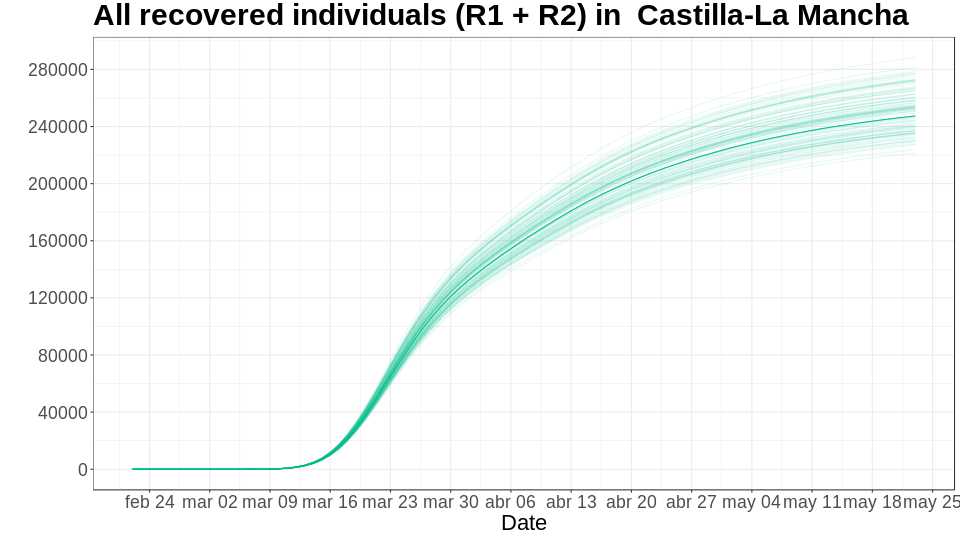 All recovered individuals (R1 + R2) in  Castilla-La Mancha
280000
240000
200000
160000
120000
80000
40000
0
feb 24 mar 02 mar 09 mar 16 mar 23 mar 30 abr 06 abr 13 abr 20 abr 27 may 04 may 11 may 18 may 25
Date